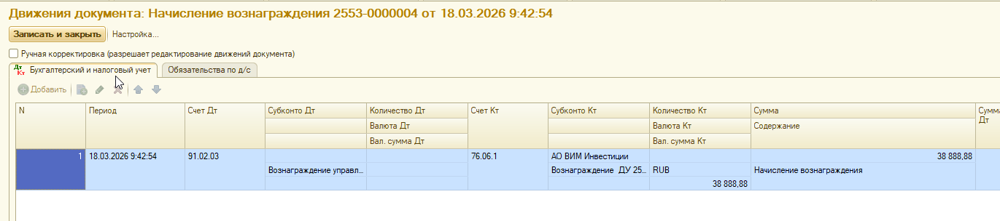 Движения документа: Начисление вознаграждения 2553-0000004 от 18.03.2026 9:42:54
Записать и закрыть Настройка...
Ручная корректировка (разрешает редактирование движений документа)
Дт Кт Бухгалтерский и налоговый учет Обязательства по д/с
Добавить
N Период Счет Дт Субконто Дт Количество Дт Счет Кт Субконто Кт Количество Кт Сумма Сумма Дт
Валюта Дт Валюта Кт Содержание
Вал. сумма Дт Вал. сумма Кт
1 18.03.2026 9:42:54 91.02.03 76.06.1 АО ВИМ Инвестиции 38 888,88
Вознаграждение управл... Вознаграждение ДУ 25... RUB Начисление вознаграждения
38 888,88